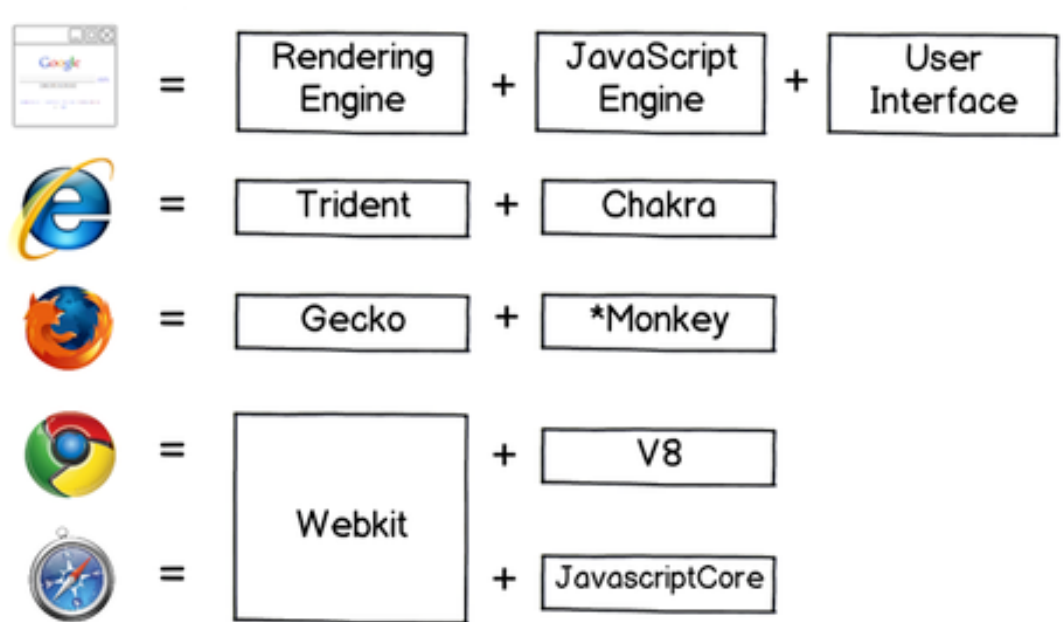 Google
=
Rendering
Engine
+
JavaScript
Engine
+
User
Interface
=
Trident
+
Chakra
=
Gecko
+
*Monkey
=
+
V8
Webkit
=
+
JavascriptCore